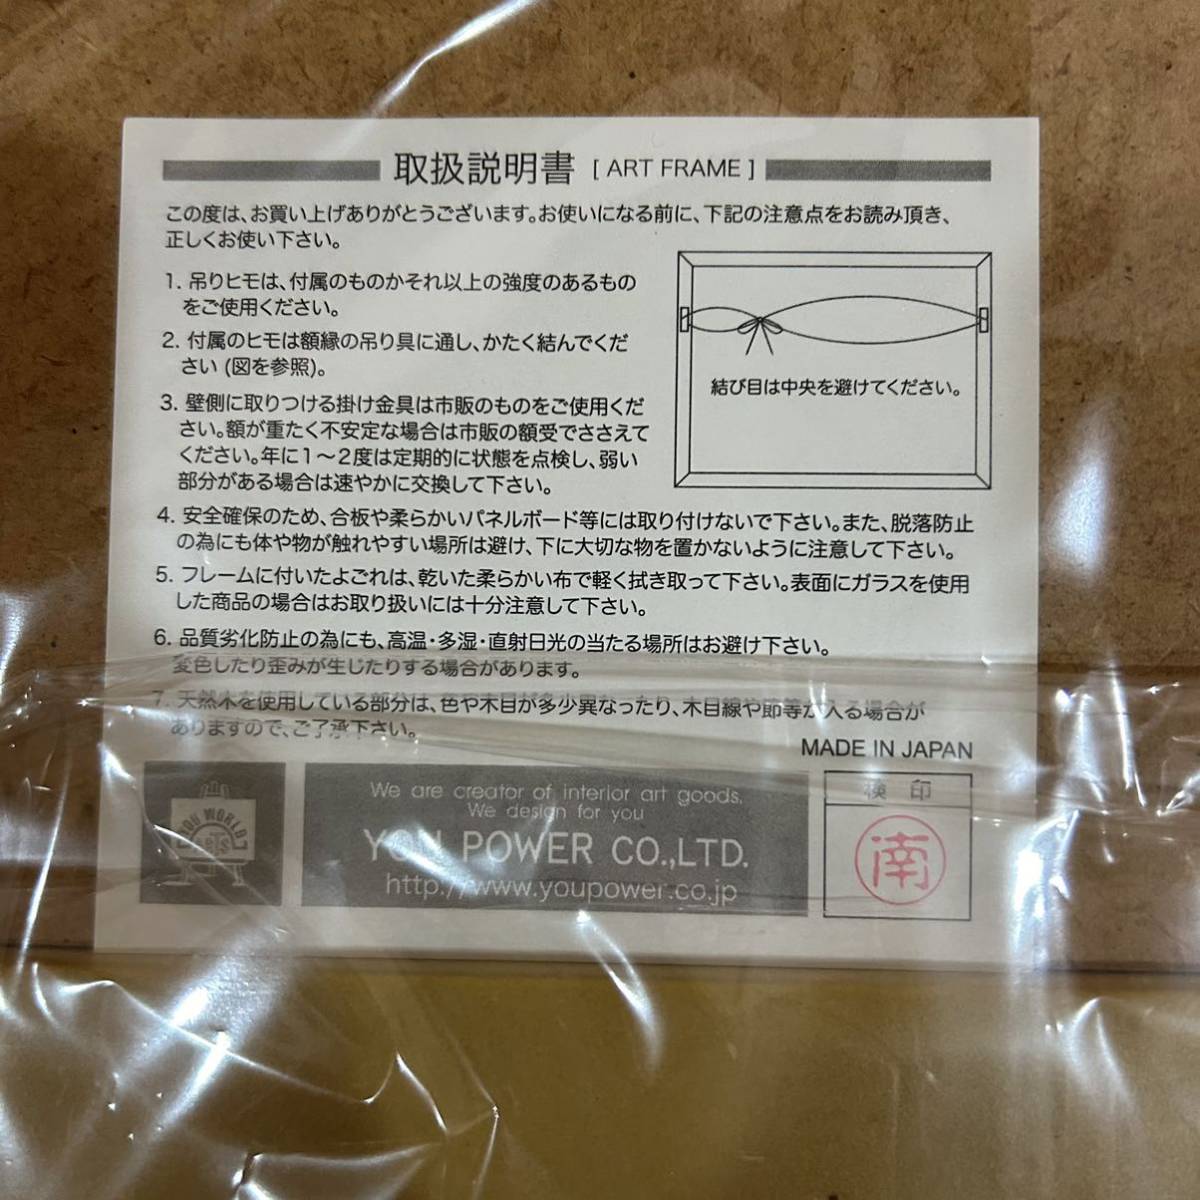 取扱説明書 [ ART FRAME ]
この度は、お買い上げありがとうございます。お使いになる前に、下記の注意点をお読み頂き、
正しくお使い下さい。
1. 吊りヒモは、付属のものかそれ以上の強度のあるもの
をご使用ください。
2. 付属のヒモは額縁の吊り具に通し、かたく結んでくだ
さい (図を参照)。
3. 壁側に取りつける掛け金具は市販のものをご使用くだ
さい。額が重たく不安定な場合は市販の額受でささえて
ください。年に1〜2度は定期的に状態を点検し、弱い
部分がある場合は速やかに交換して下さい。
結び目は中央を避けてください。
4. 安全確保のため、合板や柔らかいパネルボード等には取り付けないで下さい。また、脱落防止
の為にも体や物が触れやすい場所は避け、下に大切な物を置かないように注意して下さい。
5. フレームに付いたよごれは、乾いた柔らかい布で軽く拭き取って下さい。表面にガラスを使用
した商品の場合はお取り扱いには十分注意して下さい。
6. 品質劣化防止の為にも、高温・多湿・直射日光の当たる場所はお避け下さい。
変色したり歪みが生じたりする場合があります。
7. 天然木を使用している部分は、色や木目が多少異なったり、木目線や節等が入る場合が
ありますので、ご了承下さい。
MADE IN JAPAN
YOU WORLD
ARTS
We are creator of interior art goods.
We design for you
YOU POWER CO.,LTD.
http://www.youpower.co.jp
検 印
南